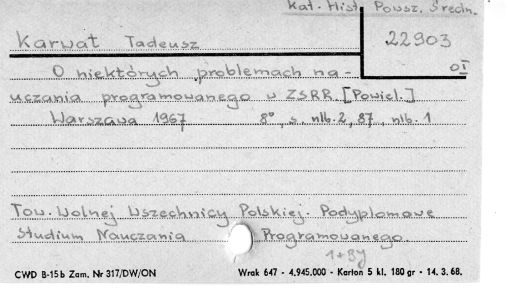 Kat. Hist. Powsz. Średn.
Karwat Tadeusz
22903
OI
O niektórych problemach na-
uczania programowanego w ZSRR [Powiel.]
Warszawa 1967 8°, s. nlb. 2, 87, nlb. 1
Tow. Wolnej Wszechnicy Polskiej. Podyplomowe
Studium Nauczania Programowanego.
CWD B-15b Zam. Nr 317/DW/ON Wrak 647 - 4.945.000 - Karton 5 kl. 180 gr - 14. 3. 68.